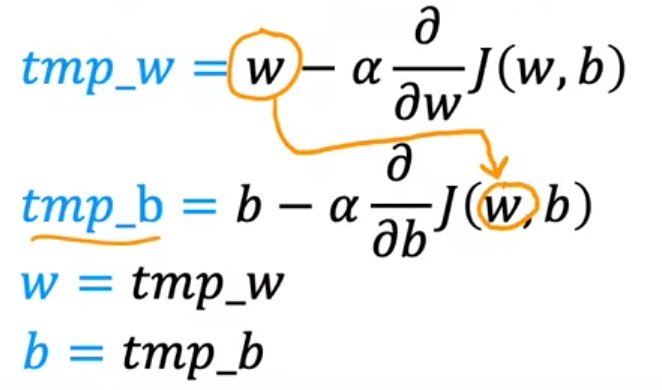 tmp_w = w − α ∂/∂w J(w, b)
tmp_b = b − α ∂/∂b J(w, b)
w = tmp_w
b = tmp_b